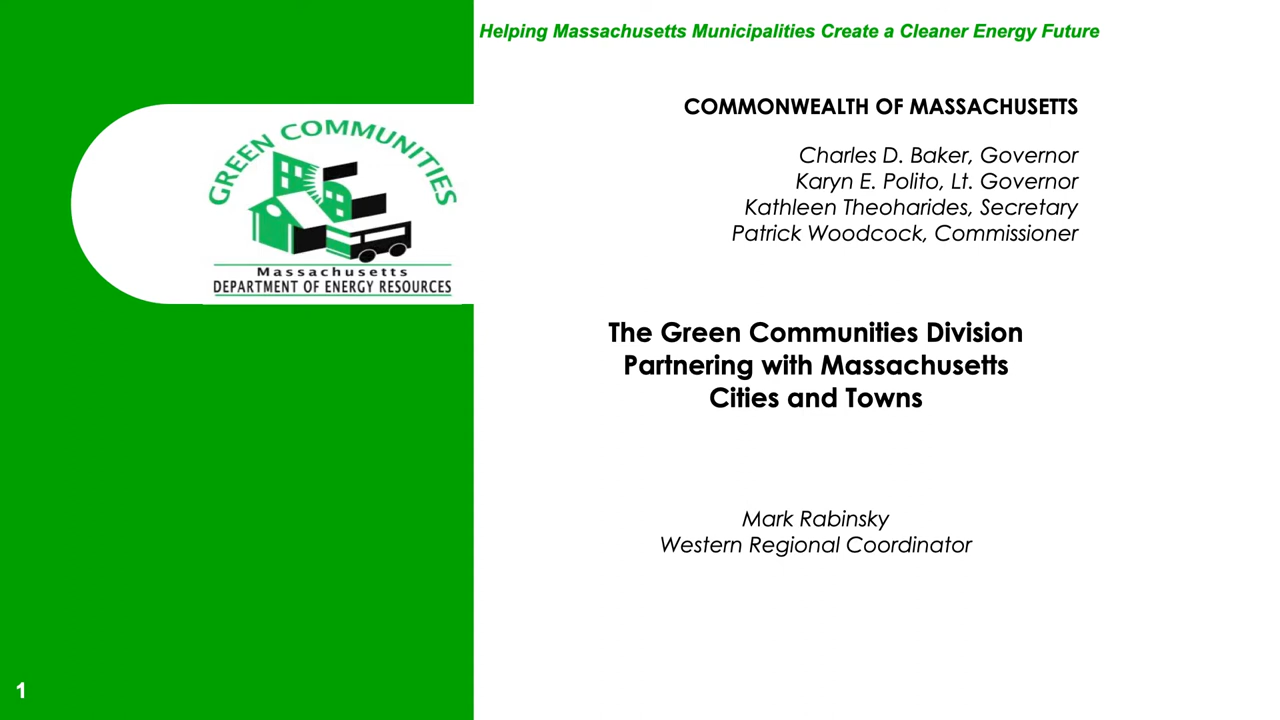 Helping Massachusetts Municipalities Create a Cleaner Energy Future
COMMONWEALTH OF MASSACHUSETTS
Charles D. Baker, Governor
Karyn E. Polito, Lt. Governor
Kathleen Theoharides, Secretary
Patrick Woodcock, Commissioner
GREEN COMMUNITIES
Massachusetts
DEPARTMENT OF ENERGY RESOURCES
The Green Communities Division
Partnering with Massachusetts
Cities and Towns
Mark Rabinsky
Western Regional Coordinator
1